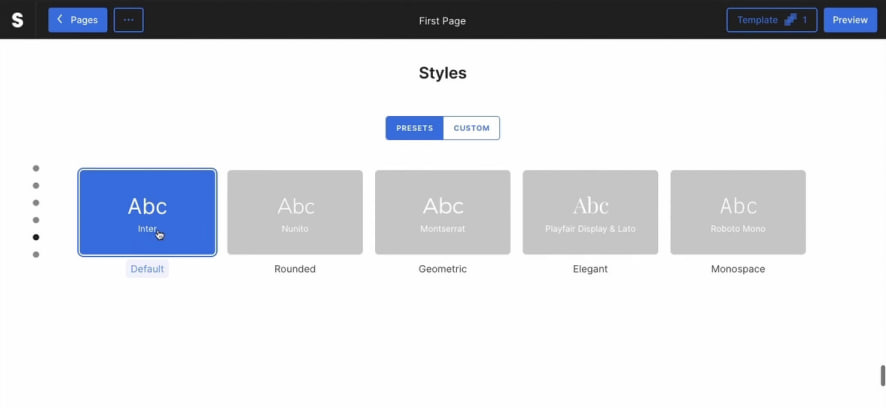 S
Pages
...
First Page
Template 1
Preview
Styles
PRESETS
CUSTOM
Abc
Inter
Default
Abc
Nunito
Rounded
Abc
Montserrat
Geometric
Abc
Playfair Display & Lato
Elegant
Abc
Roboto Mono
Monospace